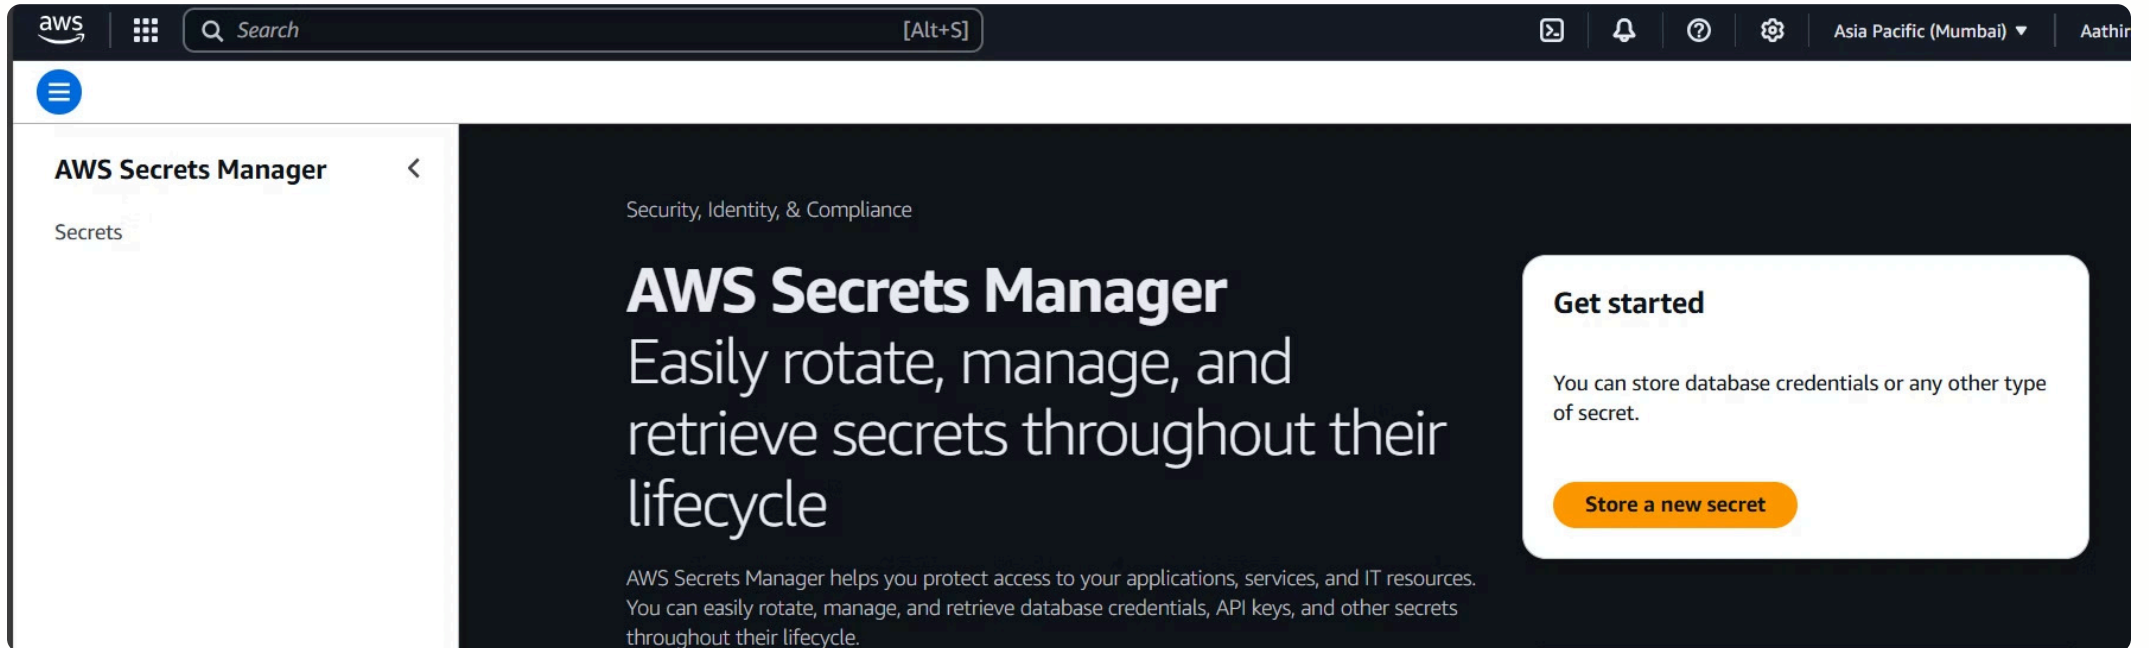 aws
Search
[Alt+S]
Asia Pacific (Mumbai)
Aathir
AWS Secrets Manager
Secrets
Security, Identity, & Compliance
AWS Secrets Manager
Easily rotate, manage, and
retrieve secrets throughout their
lifecycle
AWS Secrets Manager helps you protect access to your applications, services, and IT resources.
You can easily rotate, manage, and retrieve database credentials, API keys, and other secrets
throughout their lifecycle.
Get started
You can store database credentials or any other type
of secret.
Store a new secret